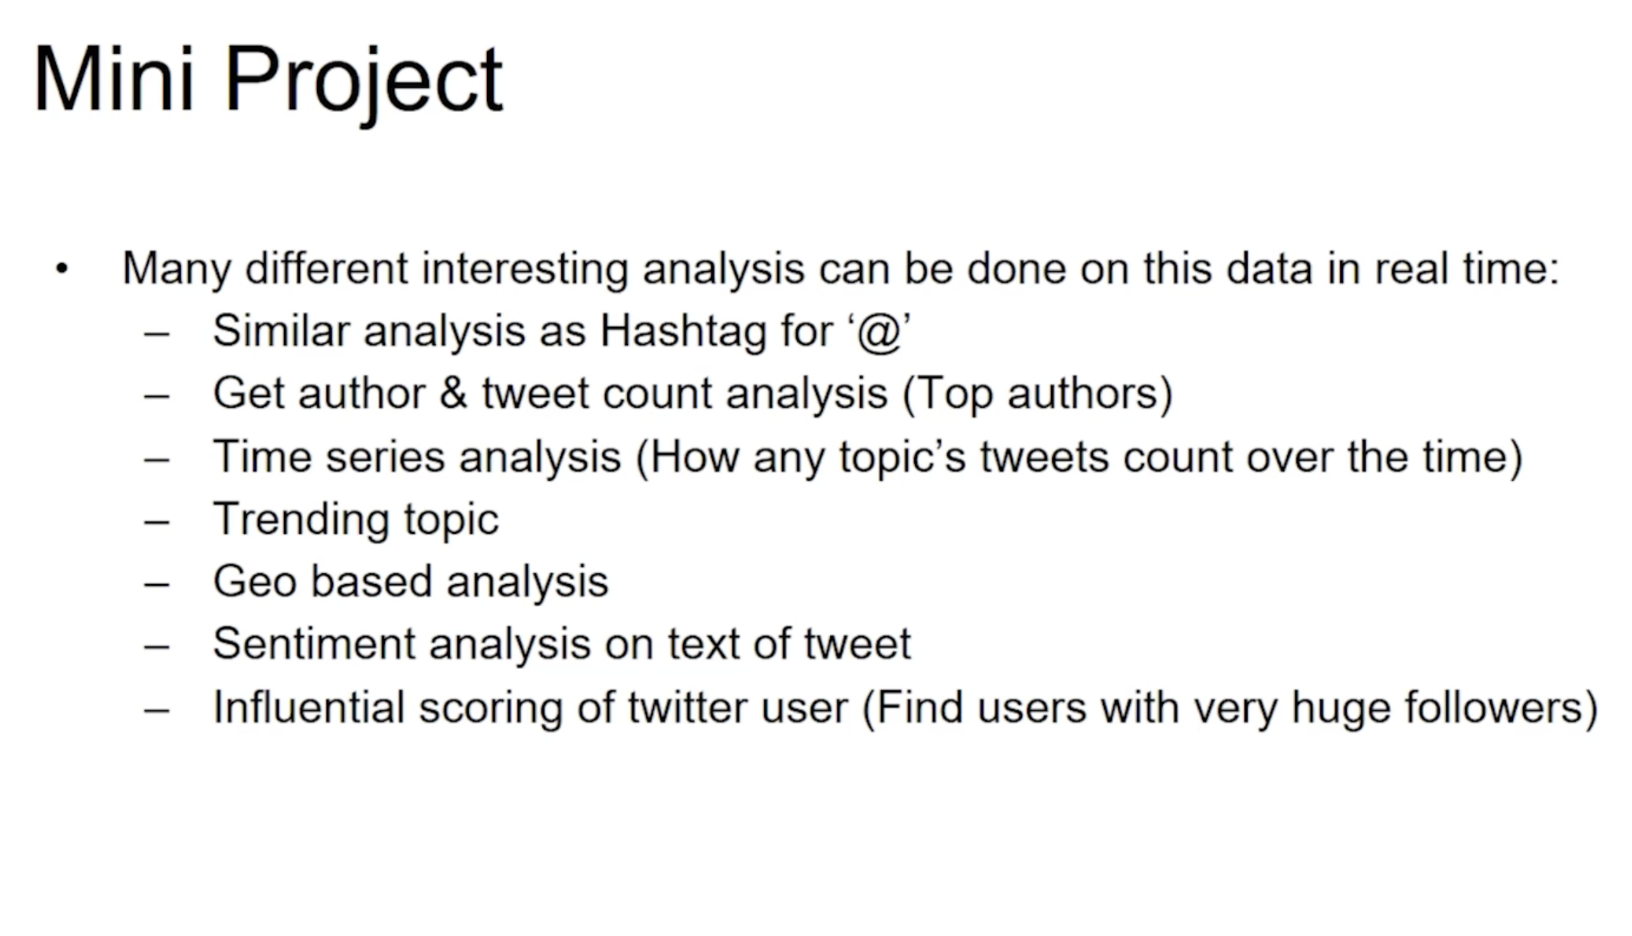 Mini Project
• Many different interesting analysis can be done on this data in real time:
– Similar analysis as Hashtag for ‘@’
– Get author & tweet count analysis (Top authors)
– Time series analysis (How any topic’s tweets count over the time)
– Trending topic
– Geo based analysis
– Sentiment analysis on text of tweet
– Influential scoring of twitter user (Find users with very huge followers)